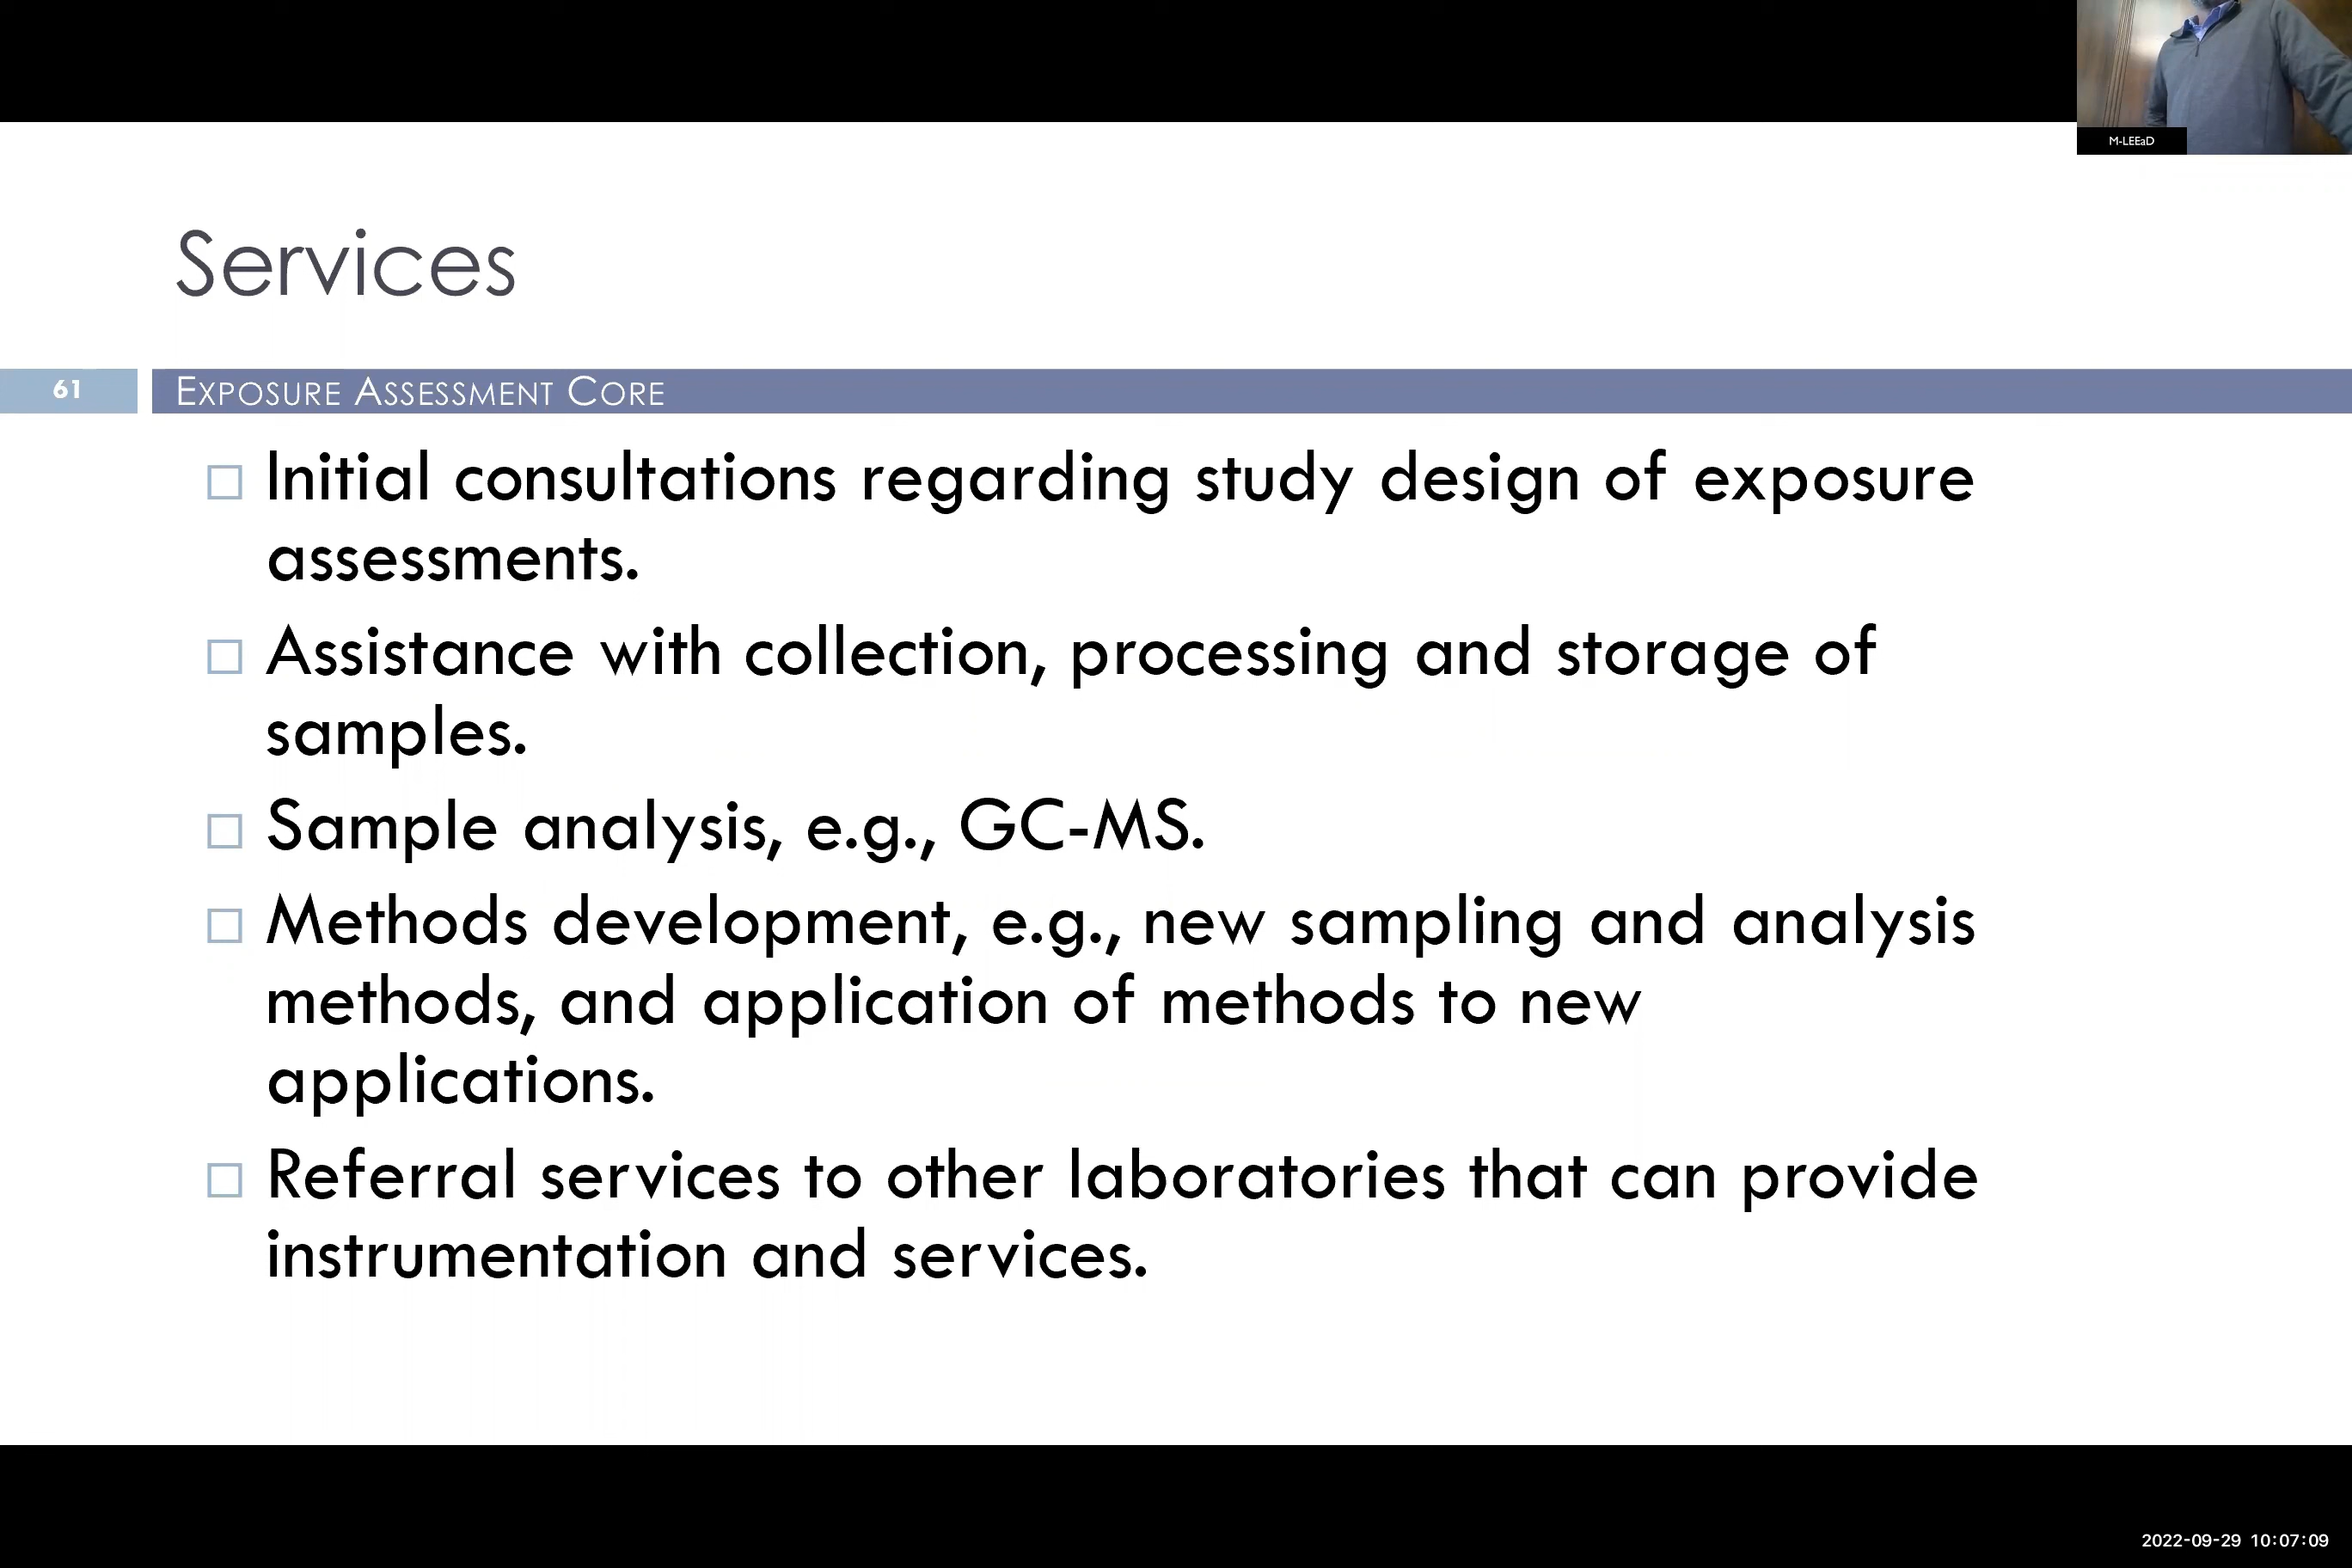 M-LEEaD
Services
61 EXPOSURE ASSESSMENT CORE
Initial consultations regarding study design of exposure
assessments.
Assistance with collection, processing and storage of
samples.
Sample analysis, e.g., GC-MS.
Methods development, e.g., new sampling and analysis
methods, and application of methods to new
applications.
Referral services to other laboratories that can provide
instrumentation and services.
2022-09-29 10:07:09